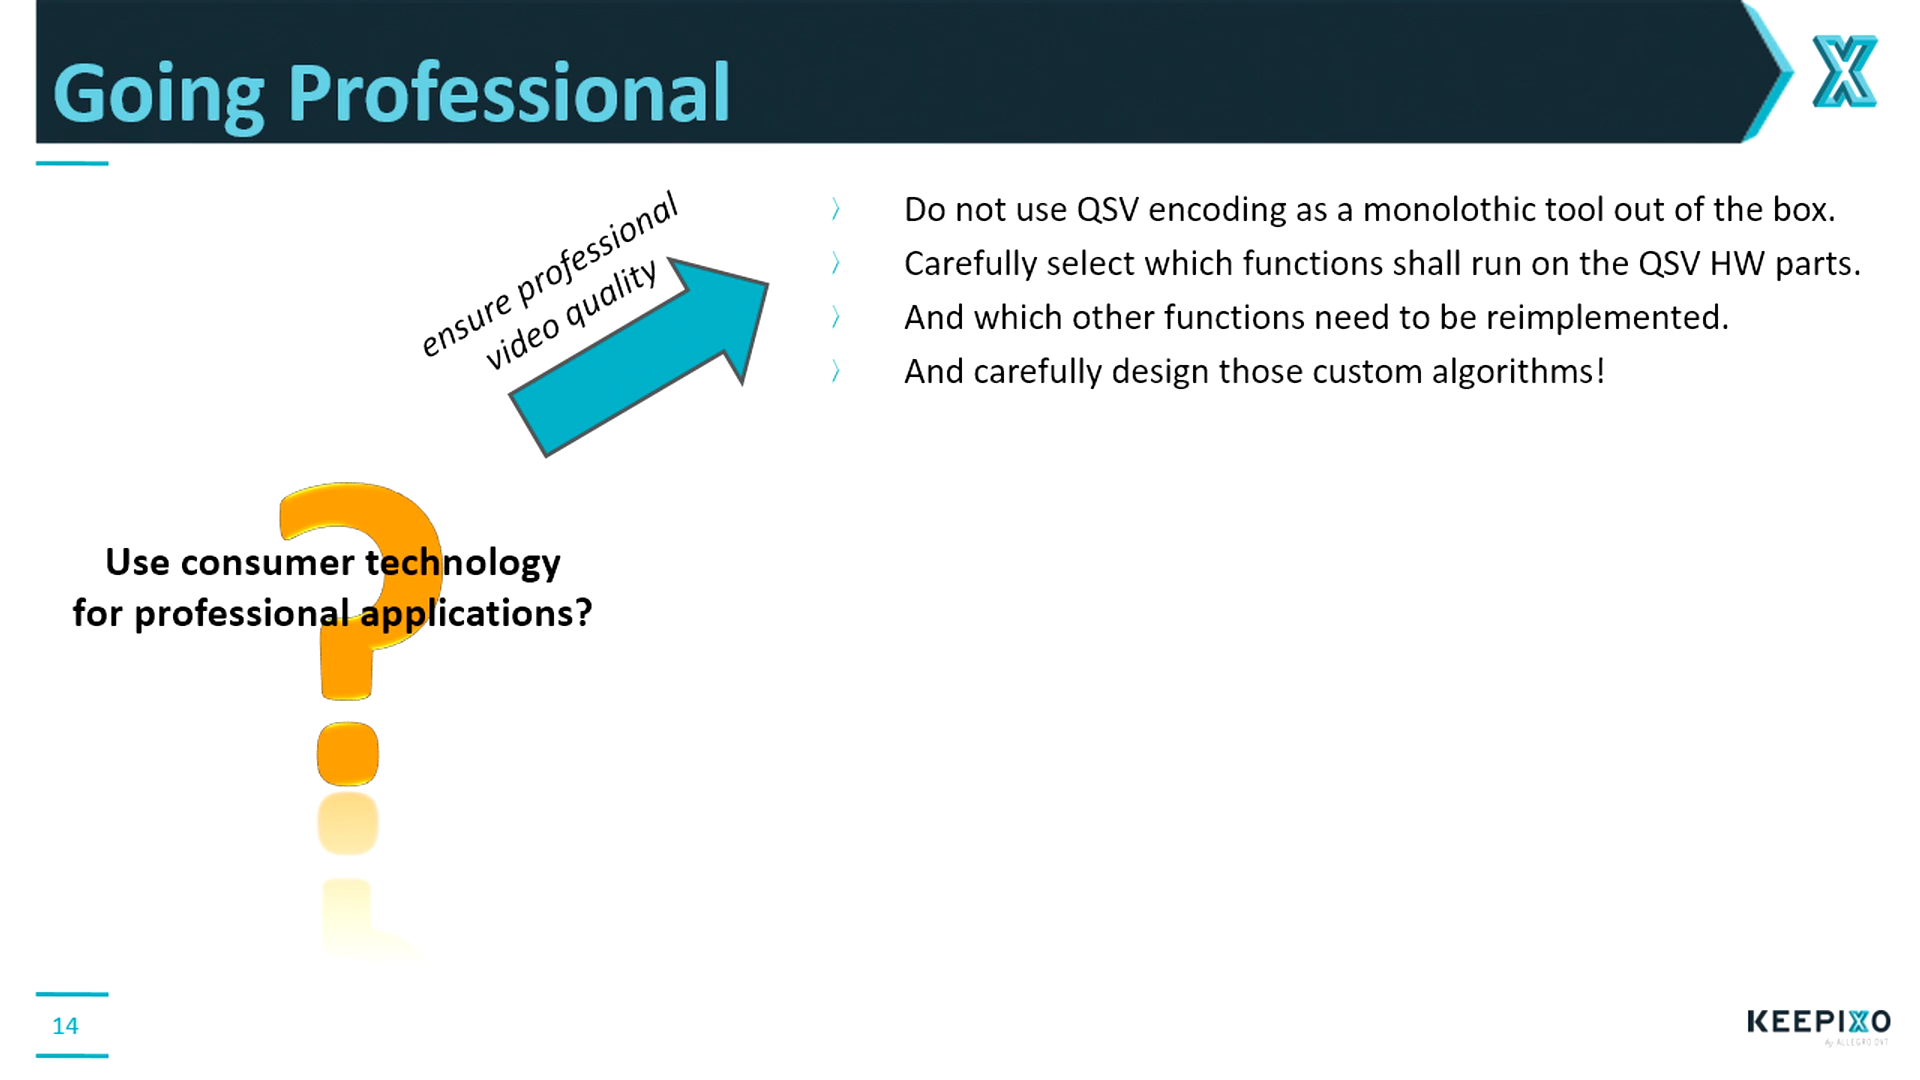 Going Professional
ensure professional
video quality
Do not use QSV encoding as a monolothic tool out of the box.
Carefully select which functions shall run on the QSV HW parts.
And which other functions need to be reimplemented.
And carefully design those custom algorithms!
Use consumer technology
for professional applications?
14
KEEPIXO
By ALLEGRO DVT